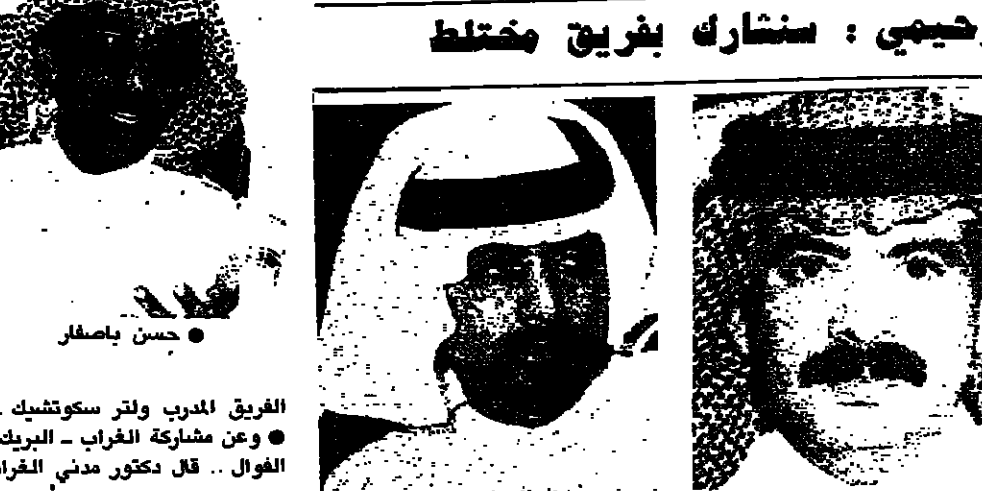 رحيمي : سنشارك بفريق مختلط
● حسن باصفار
الفريق المدرب ولتر سكوتشيك .
● وعن مشاركة الغراب ــ البريك
الفوال .. قال دكتور مدني الغراب